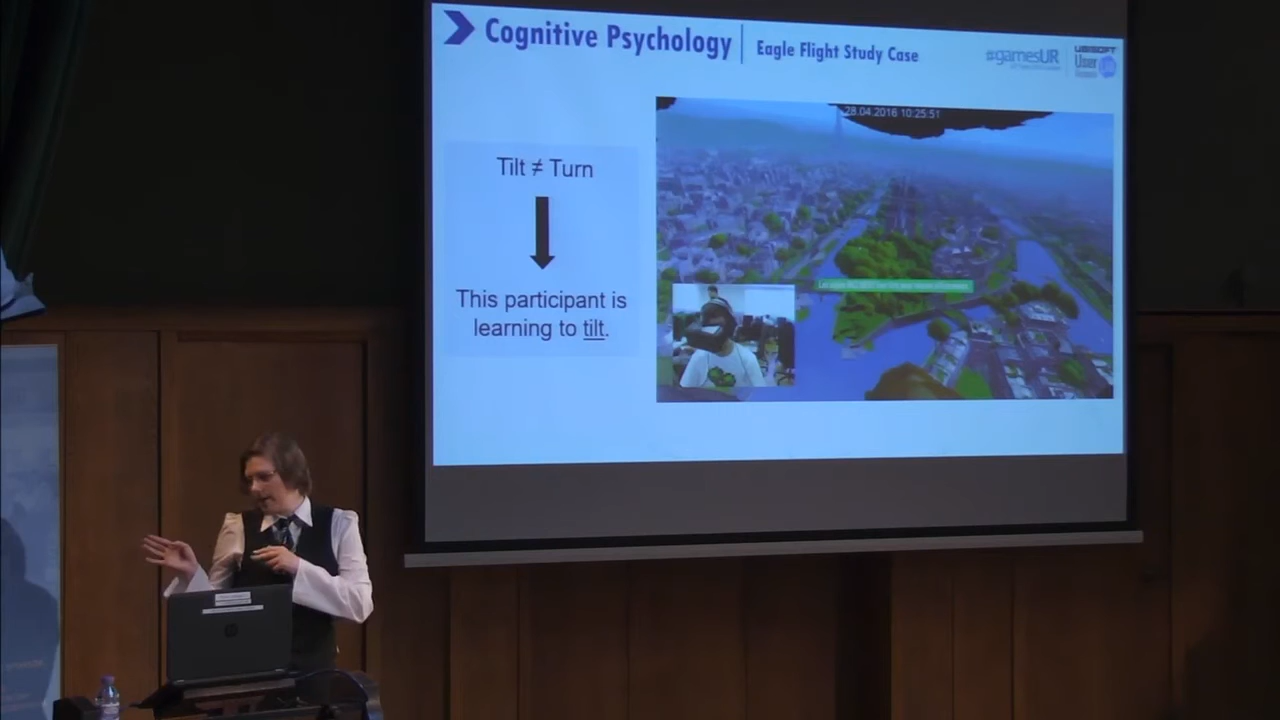 Cognitive Psychology
Eagle Flight Study Case
#gamesUR
UBISOFT
User
28.04.2016 10:25:51
Tilt ≠ Turn
This participant is
learning to tilt.
hp